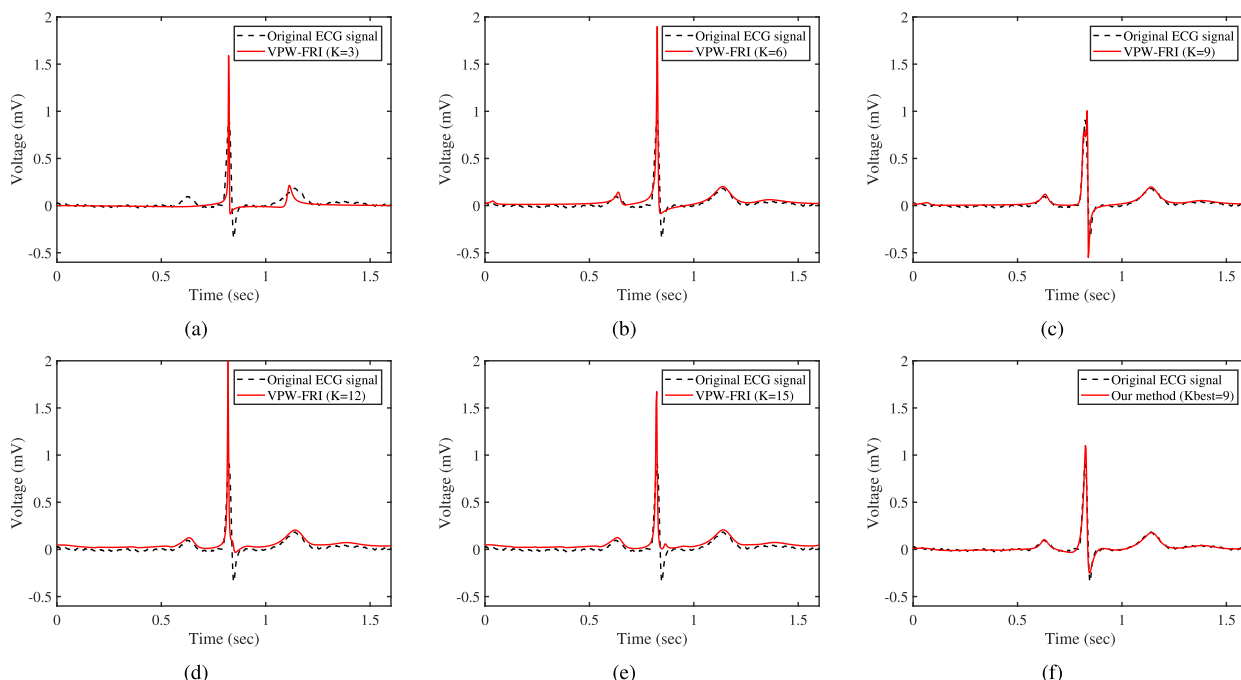 2
Original ECG signal
VPW-FRI (K=3)
1.5
1
0.5
0
-0.5
Voltage (mV)
0
0.5
1
1.5
Time (sec)
(a)
2
Original ECG signal
VPW-FRI (K=6)
1.5
1
0.5
0
-0.5
Voltage (mV)
0
0.5
1
1.5
Time (sec)
(b)
2
Original ECG signal
VPW-FRI (K=9)
1.5
1
0.5
0
-0.5
Voltage (mV)
0
0.5
1
1.5
Time (sec)
(c)
2
Original ECG signal
VPW-FRI (K=12)
1.5
1
0.5
0
-0.5
Voltage (mV)
0
0.5
1
1.5
Time (sec)
(d)
2
Original ECG signal
VPW-FRI (K=15)
1.5
1
0.5
0
-0.5
Voltage (mV)
0
0.5
1
1.5
Time (sec)
(e)
2
Original ECG signal
Our method (Kbest=9)
1.5
1
0.5
0
-0.5
Voltage (mV)
0
0.5
1
1.5
Time (sec)
(f)